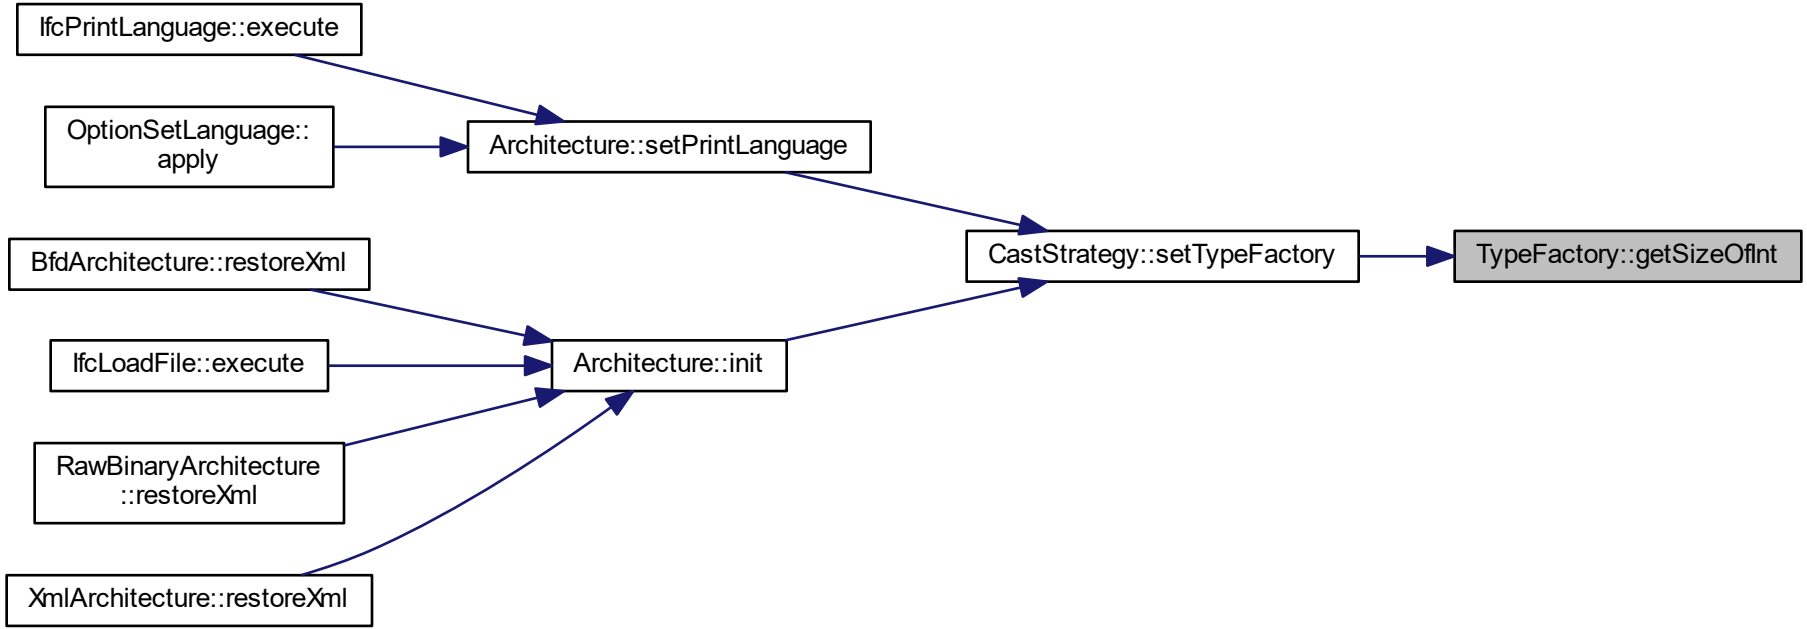 IfcPrintLanguage::execute
OptionSetLanguage::
apply
Architecture::setPrintLanguage
CastStrategy::setTypeFactory
TypeFactory::getSizeOfInt
BfdArchitecture::restoreXml
IfcLoadFile::execute
Architecture::init
RawBinaryArchitecture
::restoreXml
XmlArchitecture::restoreXml